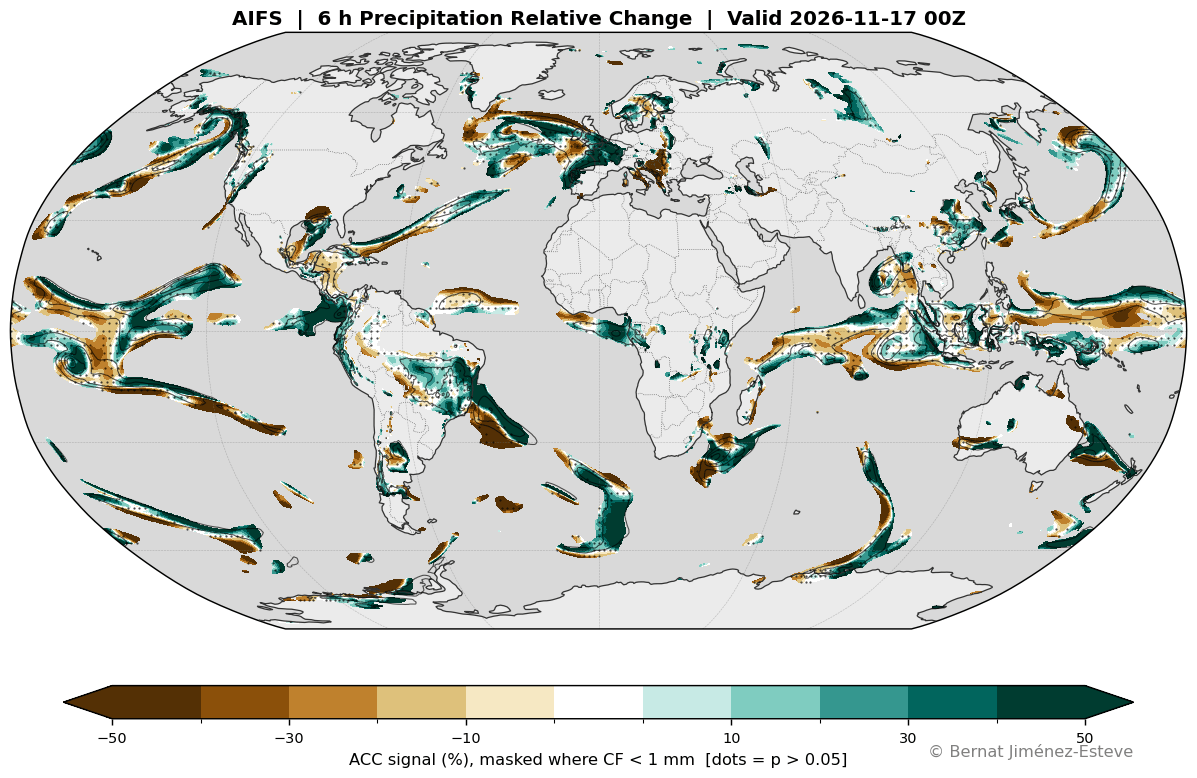 AIFS | 6 h Precipitation Relative Change | Valid 2026-11-17 00Z
−50 −30 −10 10 30 50
© Bernat Jiménez-Esteve
ACC signal (%), masked where CF < 1 mm [dots = p > 0.05]